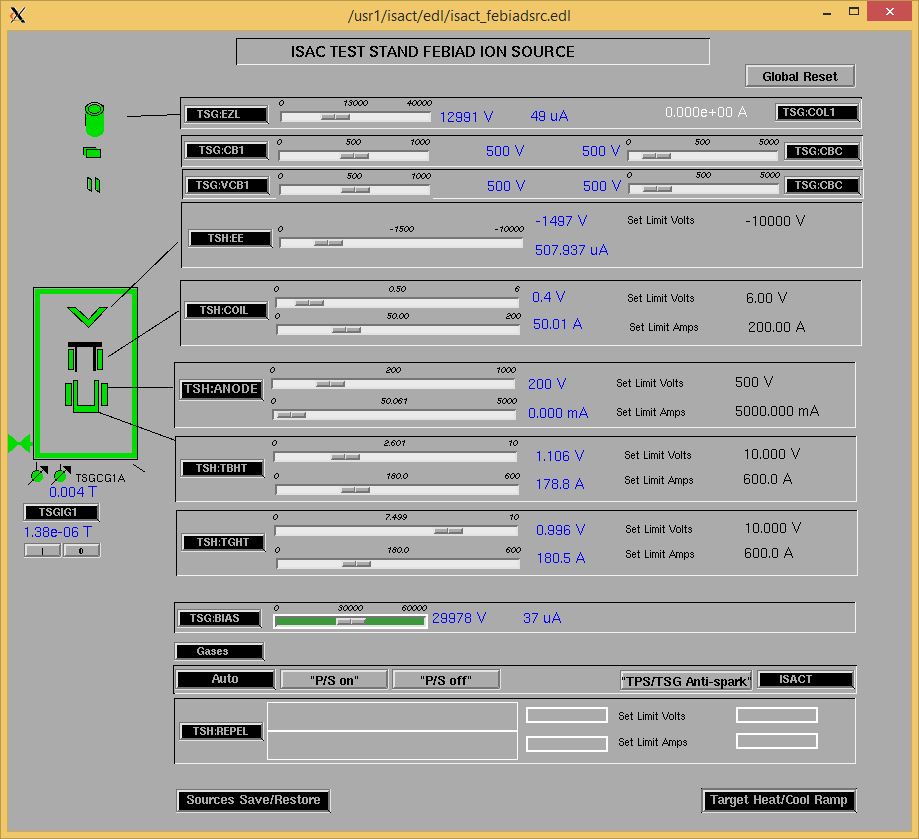 /usr1/isact/edl/isact_febiadsrc.edl
ISAC TEST STAND FEBIAD ION SOURCE
Global Reset
TSG:EZL 0 13000 40000 12991 V 49 uA 0.000e+00 A TSG:COL1
TSG:CB1 0 500 1000 500 V 500 V 0 500 5000 TSG:CBC
TSG:VCB1 0 500 1000 500 V 500 V 0 500 5000 TSG:CBC
TSH:EE 0 -1500 -10000 -1497 V Set Limit Volts -10000 V
507.937 uA
TSH:COIL 0 0.50 6 0.4 V Set Limit Volts 6.00 V
0 50.00 200 50.01 A Set Limit Amps 200.00 A
TSH:ANODE 0 200 1000 200 V Set Limit Volts 500 V
50.061 5000 0.000 mA Set Limit Amps 5000.000 mA
TSH:TBHT 0 2.601 10 1.106 V Set Limit Volts 10.000 V
0 180.0 600 178.8 A Set Limit Amps 600.0 A
TSGCG1A
0.004 T
TSGIG1
1.38e-06 T
I 0
TSH:TGHT 0 7.499 10 0.996 V Set Limit Volts 10.000 V
0 180.0 600 180.5 A Set Limit Amps 600.0 A
TSG:BIAS 0 30000 60000 29978 V 37 uA
Gases
Auto "P/S on" "P/S off" "TPS/TSG Anti-spark" ISACT
TSH:REPEL Set Limit Volts
Set Limit Amps
Sources Save/Restore Target Heat/Cool Ramp